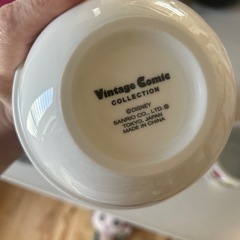 Vintage Comic
COLLECTION
©DISNEY
SANRIO CO., LTD. ©
TOKYO, JAPAN
MADE IN CHINA